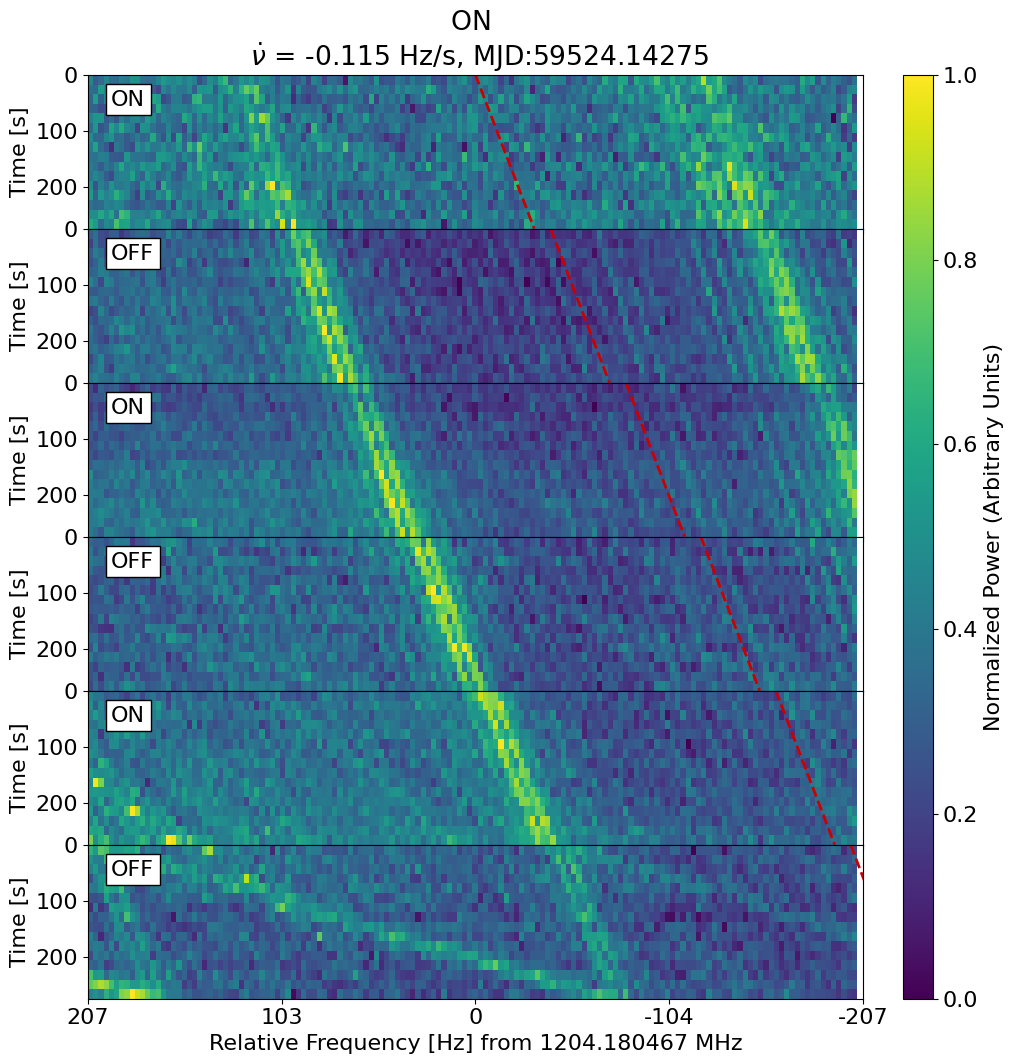 ON
ν̇ = -0.115 Hz/s, MJD:59524.14275
0
100
200
Time [s]
ON
0
100
200
Time [s]
OFF
0
100
200
Time [s]
ON
0
100
200
Time [s]
OFF
0
100
200
Time [s]
ON
0
100
200
Time [s]
OFF
207
103
0
-104
-207
Relative Frequency [Hz] from 1204.180467 MHz
1.0
0.8
0.6
0.4
0.2
0.0
Normalized Power (Arbitrary Units)